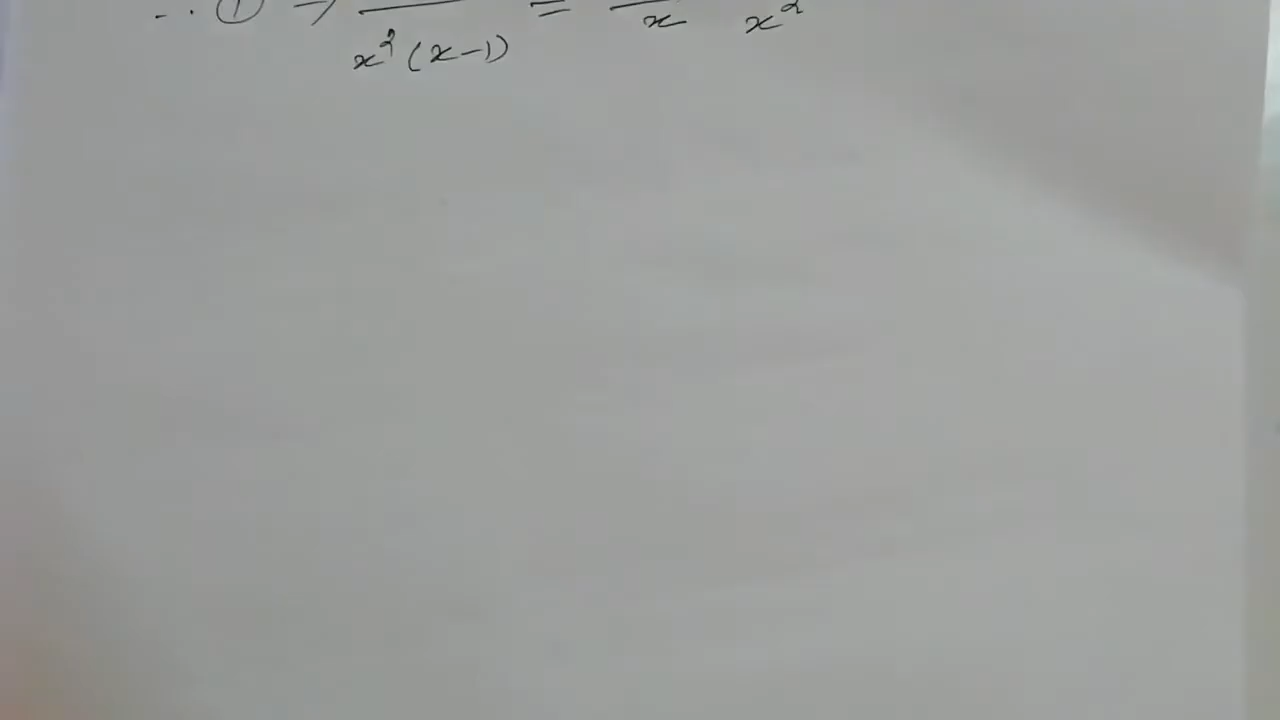 ∴ ① → ─── = ─── 
x²(x-1) x x²